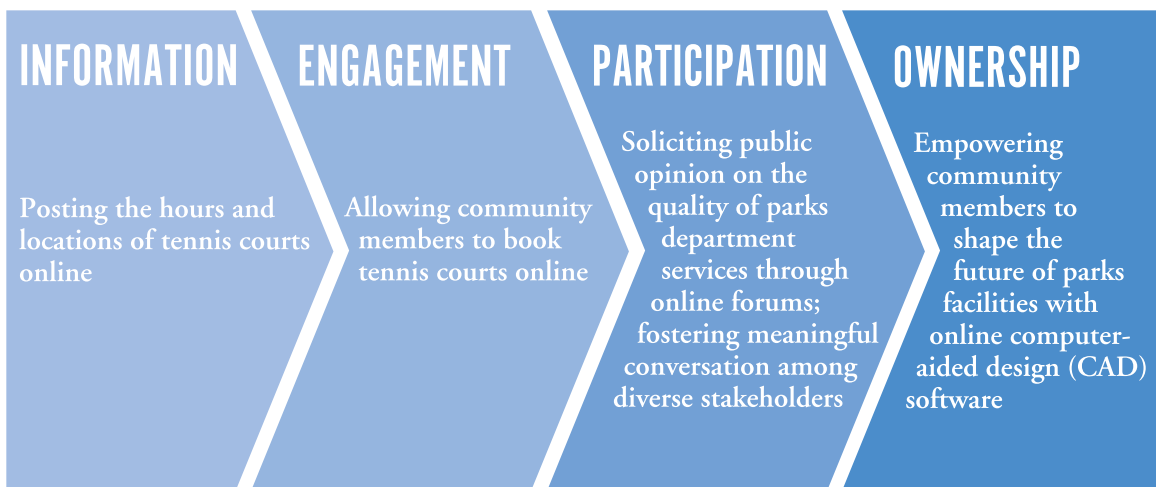 INFORMATION
Posting the hours and
locations of tennis courts
online
ENGAGEMENT
Allowing community
members to book
tennis courts online
PARTICIPATION
Soliciting public
opinion on the
quality of parks
department
services through
online forums;
fostering meaningful
conversation among
diverse stakeholders
OWNERSHIP
Empowering
community
members to
shape the
future of parks
facilities with
online computer-
aided design (CAD)
software